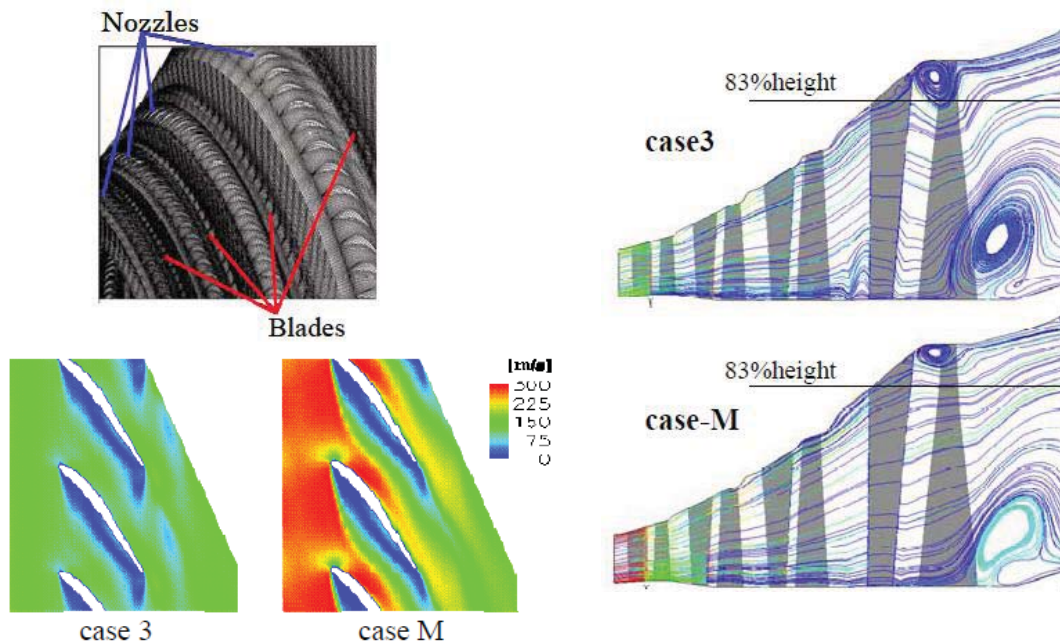 Nozzles
Blades
83%height
case3
83%height
case-M
[m/s]
300
225
150
75
0
case 3
case M